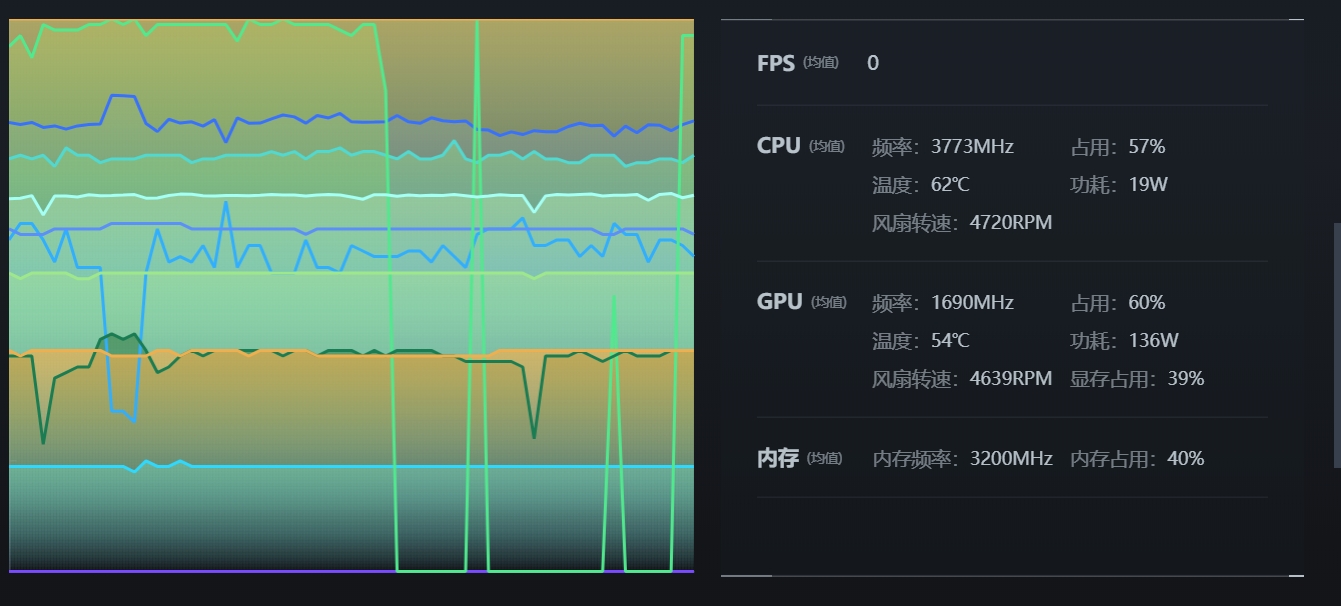 FPS (均值) 0
CPU (均值) 频率: 3773MHz 占用: 57%
温度: 62℃ 功耗: 19W
风扇转速: 4720RPM
GPU (均值) 频率: 1690MHz 占用: 60%
温度: 54℃ 功耗: 136W
风扇转速: 4639RPM 显存占用: 39%
内存 (均值) 内存频率: 3200MHz 内存占用: 40%